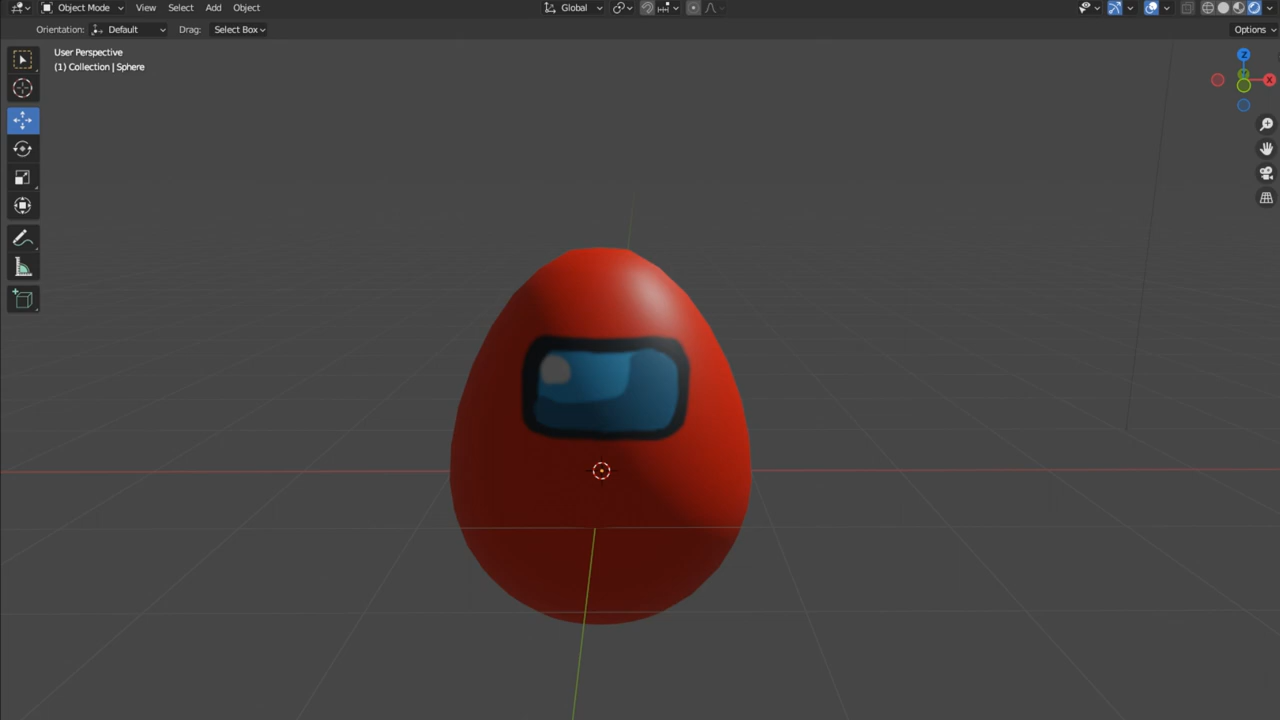 Object Mode View Select Add Object Global
Orientation: Default Drag: Select Box Options
User Perspective
(1) Collection | Sphere
Z
X